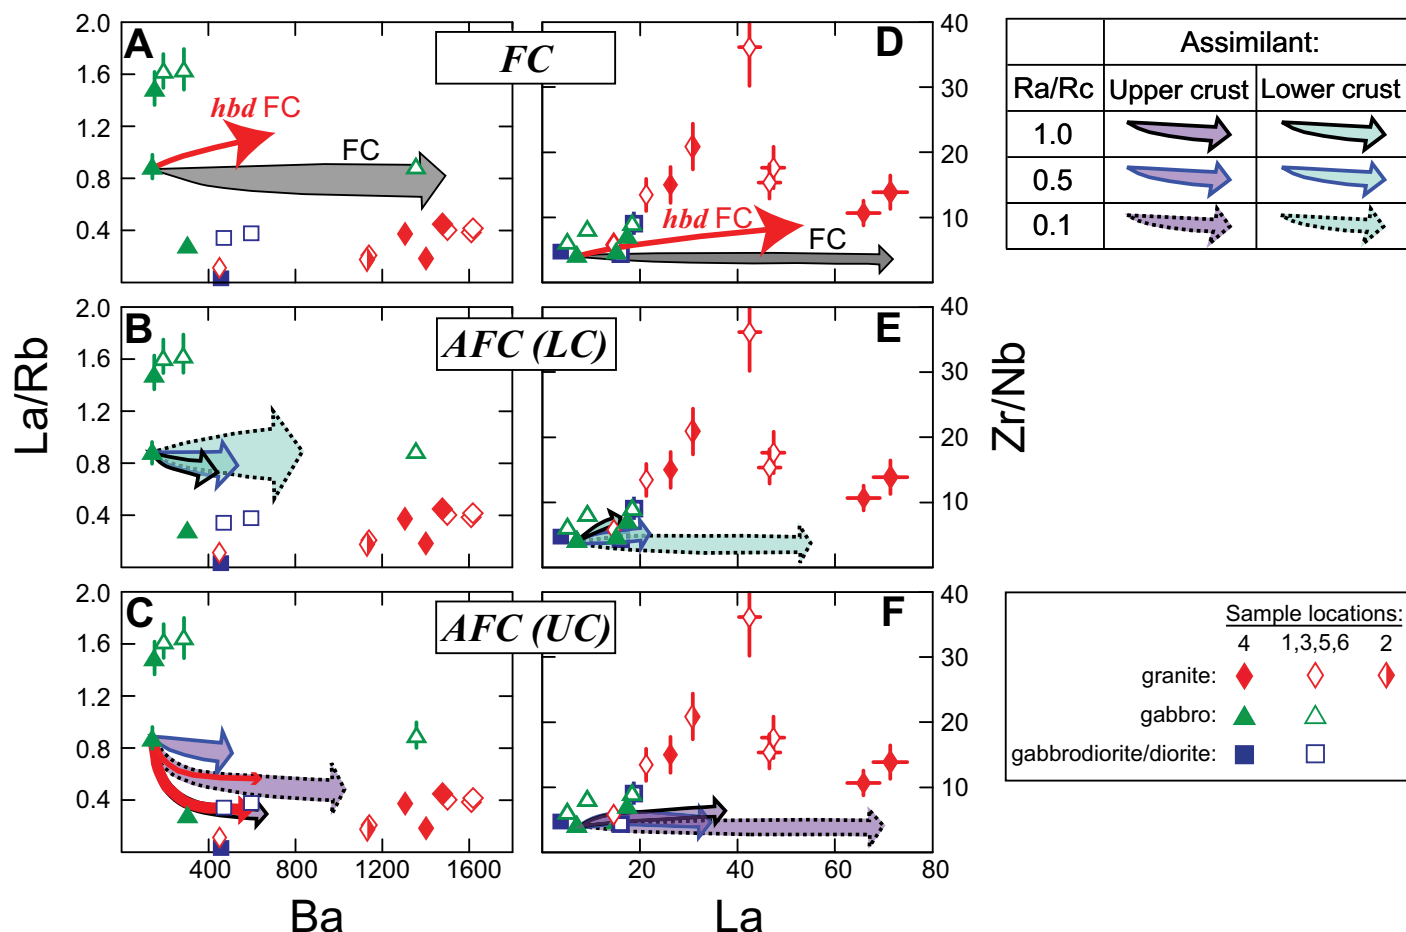 A
FC
D
2.0
1.6
1.2
0.8
0.4
hbd FC
FC
hbd FC
FC
40
30
20
10
B
AFC (LC)
E
2.0
1.6
1.2
0.8
0.4
40
30
20
10
La/Rb
Zr/Nb
C
AFC (UC)
F
2.0
1.6
1.2
0.8
0.4
40
30
20
10
400
800
1200
1600
20
40
60
80
Ba
La
Assimilant:
Ra/Rc
Upper crust
Lower crust
1.0
0.5
0.1
Sample locations:
4
1,3,5,6
2
granite:
gabbro:
gabbrodiorite/diorite: